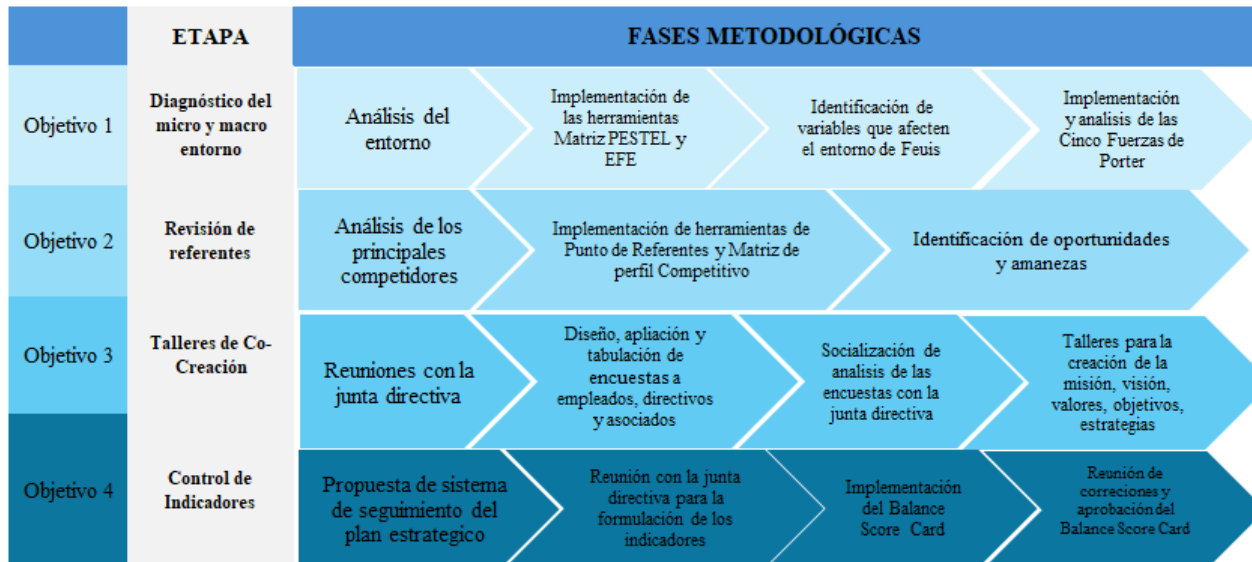 ETAPA
FASES METODOLÓGICAS
Objetivo 1
Diagnóstico del
micro y macro
entorno
Análisis del
entorno
Implementación de
las herramientas
Matriz PESTEL y
EFE
Identificación de
variables que afecten
el entorno de Feuis
Implementación
y analisis de las
Cinco Fuerzas de
Porter
Objetivo 2
Revisión de
referentes
Análisis de los
principales
competidores
Implementación de herramientas de
Punto de Referentes y Matriz de
perfil Competitivo
Identificación de oportunidades
y amanezas
Objetivo 3
Talleres de Co-
Creación
Reuniones con la
junta directiva
Diseño, apliación y
tabulación de
encuestas a
empleados, directivos
y asociados
Socialización de
analisis de las
encuestas con la
junta directiva
Talleres para la
creación de la
misión, visión,
valores, objetivos,
estrategias
Objetivo 4
Control de
Indicadores
Propuesta de sistema
de seguimiento del
plan estrategico
Reunión con la junta
directiva para la
formulación de los
indicadores
Implementación
del Balance
Score Card
Reunión de
correciones y
aprobación del
Balance Score Card